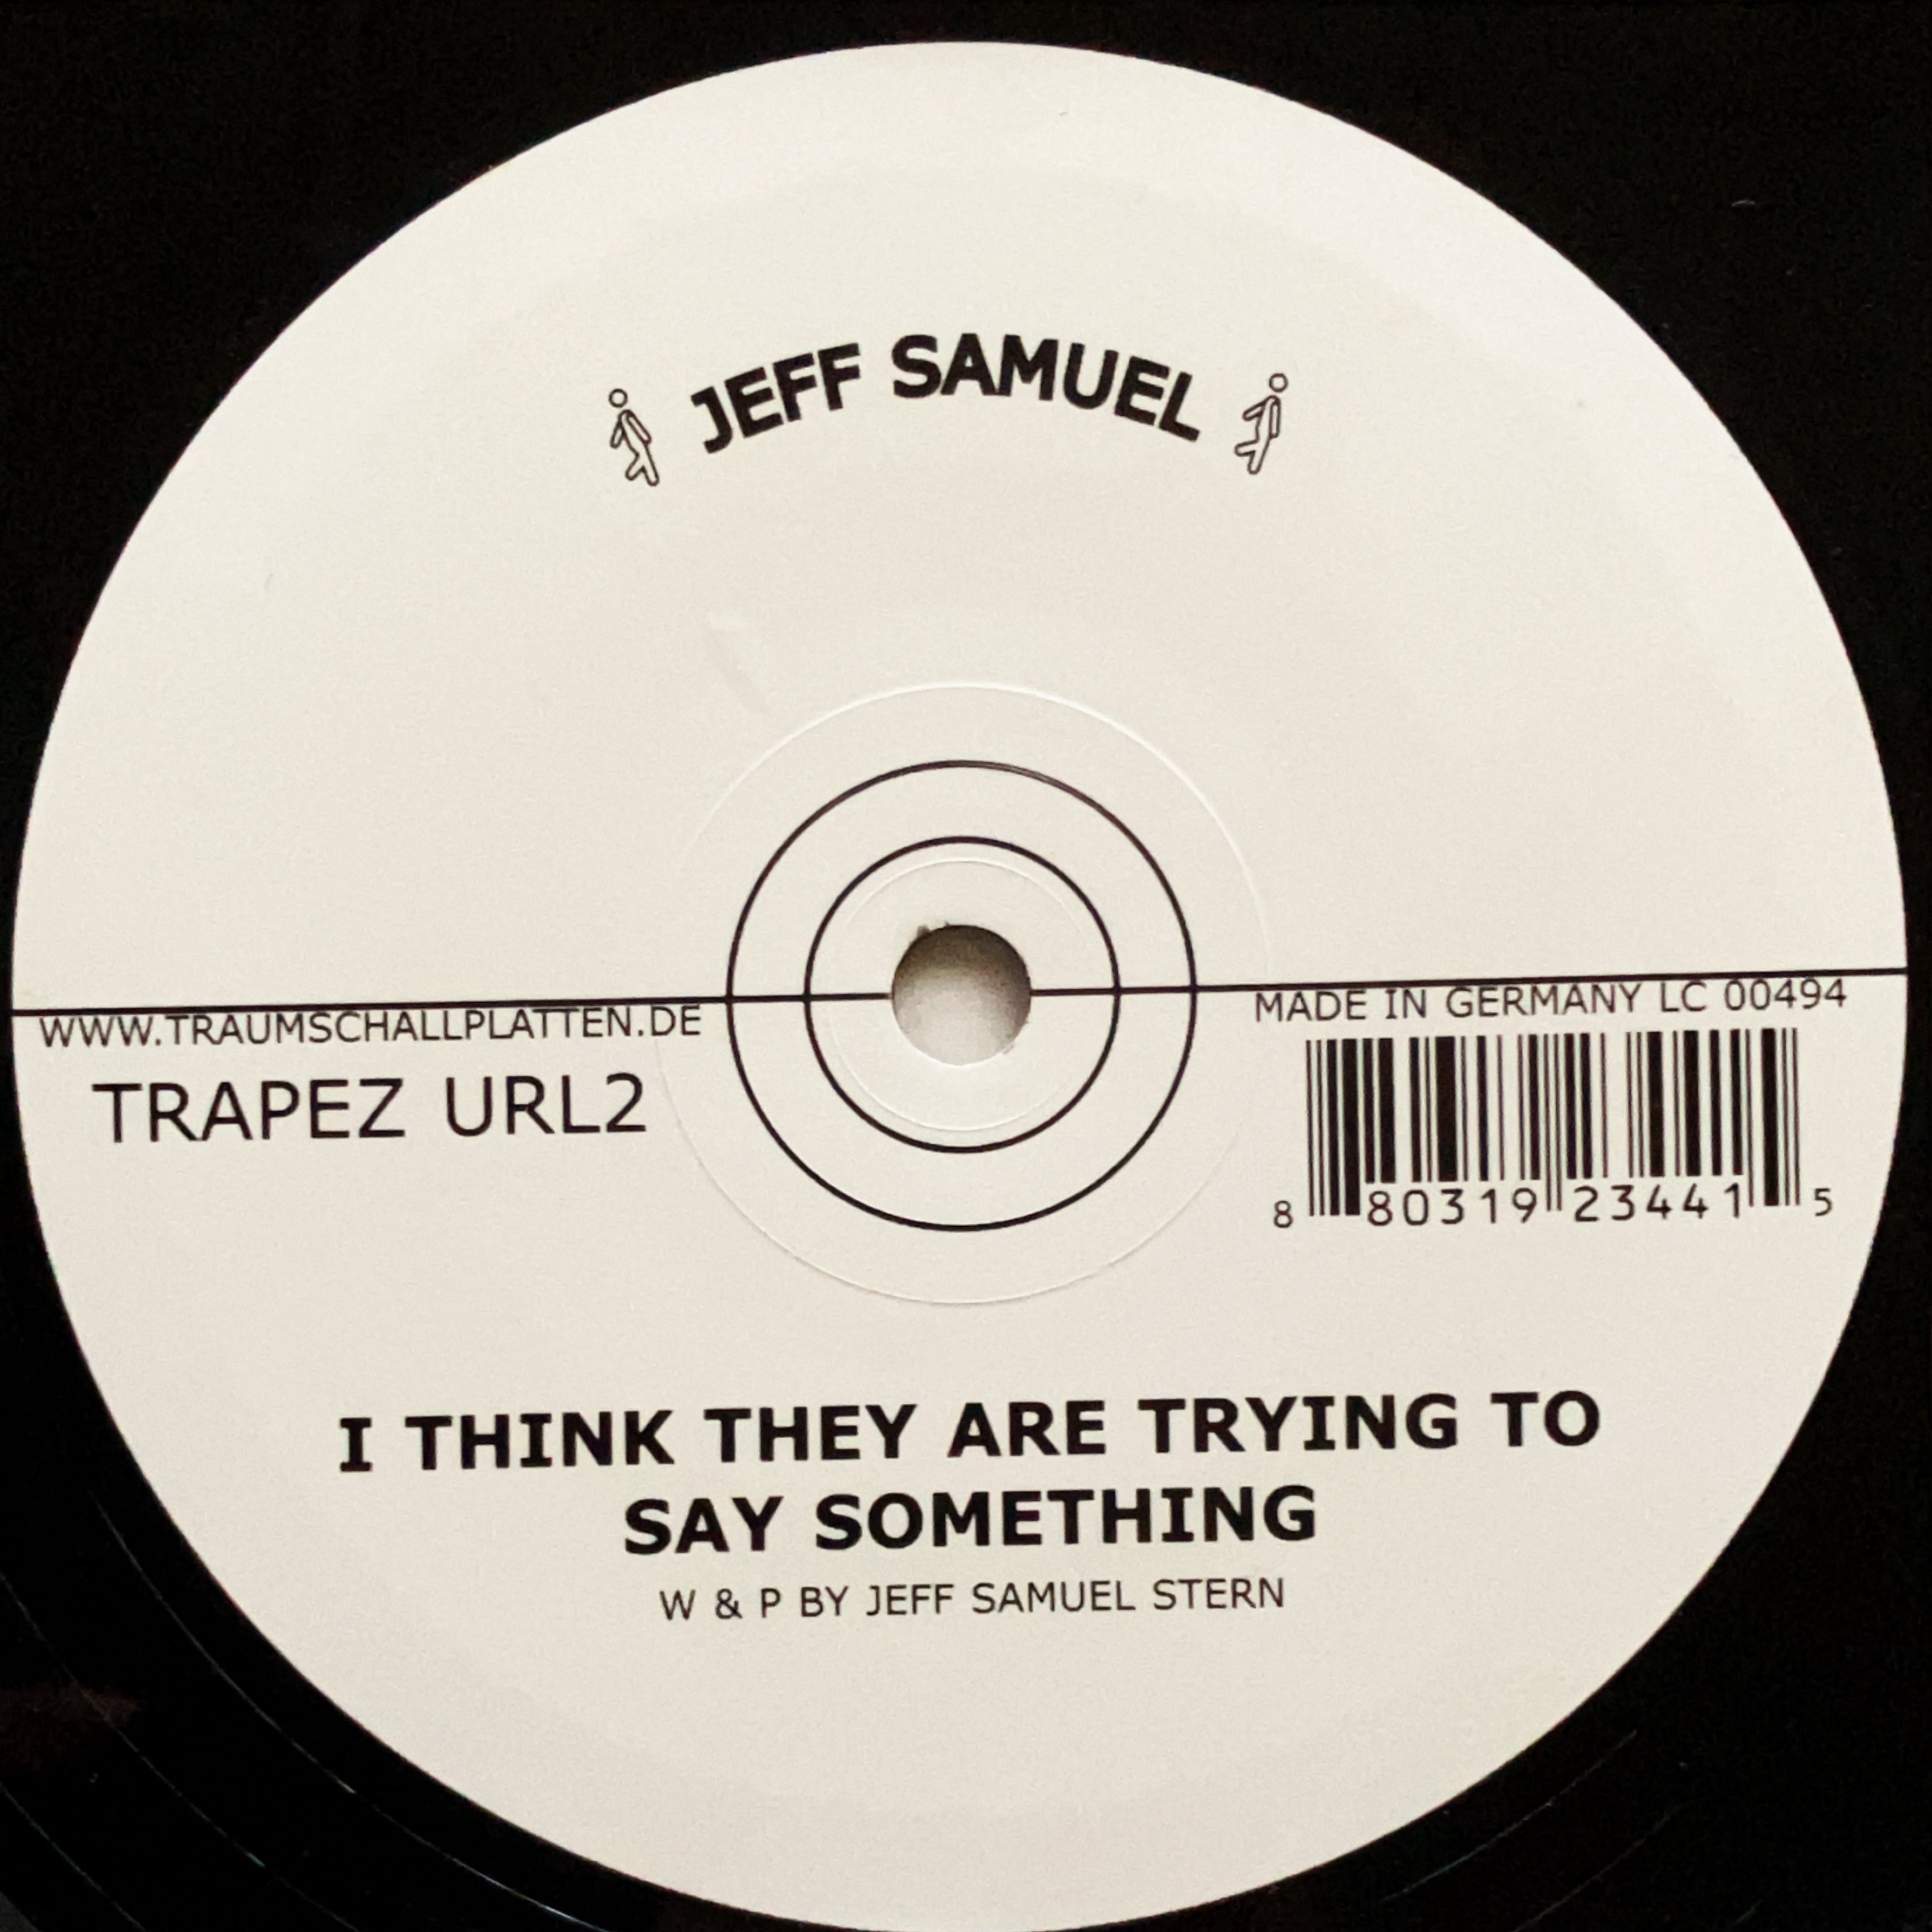 JEFF SAMUEL
WWW.TRAUMSCHALLPLATTEN.DE
TRAPEZ URL2
MADE IN GERMANY LC 00494
8 80319 23441 5
I THINK THEY ARE TRYING TO
SAY SOMETHING
W & P BY JEFF SAMUEL STERN